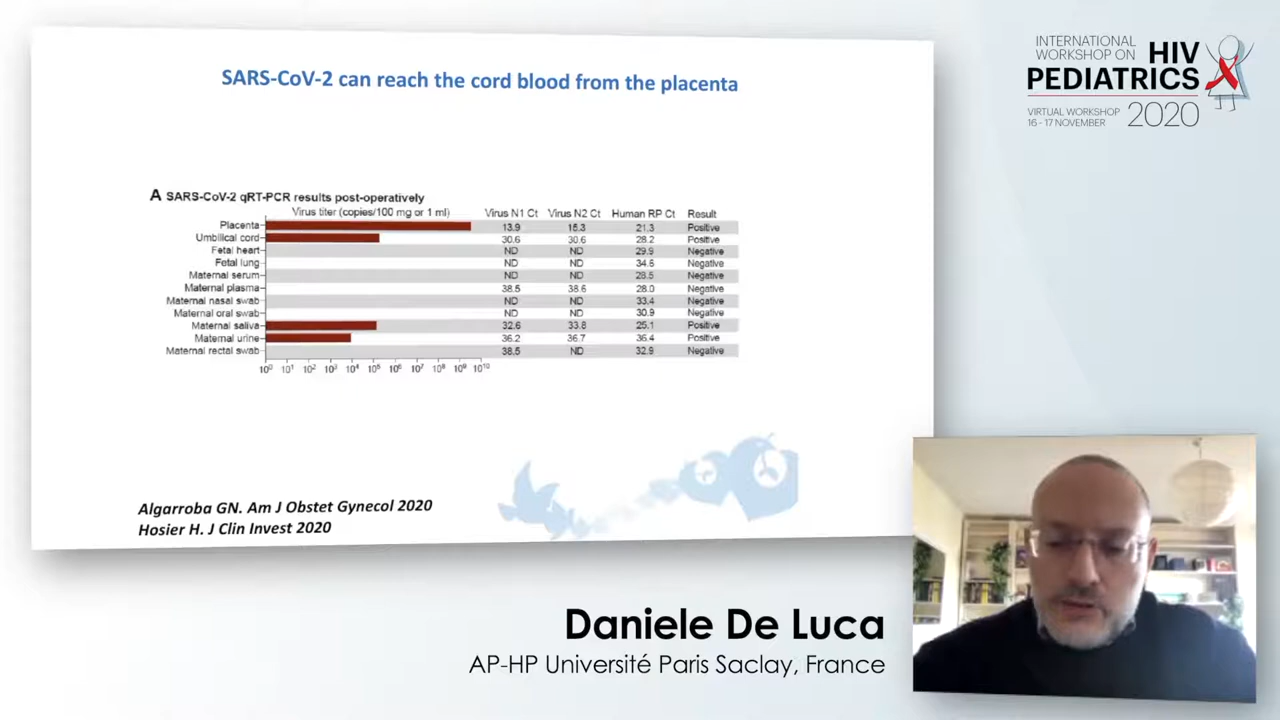 SARS-CoV-2 can reach the cord blood from the placenta
A SARS-CoV-2 qRT-PCR results post-operatively
Virus titer (copies/100 mg or 1 ml) Virus N1 Ct Virus N2 Ct Human RP Ct Result
Placenta 13.9 15.3 21.3 Positive
Umbilical cord 30.6 30.6 28.2 Positive
Fetal heart ND ND 29.9 Negative
Fetal lung ND ND 34.6 Negative
Maternal serum ND ND 28.5 Negative
Maternal plasma 38.5 38.6 28.0 Negative
Maternal nasal swab ND ND 33.4 Negative
Maternal oral swab ND ND 30.9 Negative
Maternal saliva 32.6 33.8 25.1 Positive
Maternal urine 36.2 36.7 36.4 Positive
Maternal rectal swab 38.5 ND 32.9 Negative
10⁰ 10¹ 10² 10³ 10⁴ 10⁵ 10⁶ 10⁷ 10⁸ 10⁹ 10¹⁰
Algarroba GN. Am J Obstet Gynecol 2020
Hosier H. J Clin Invest 2020
INTERNATIONAL
WORKSHOP ON HIV
PEDIATRICS
VIRTUAL WORKSHOP
16 - 17 NOVEMBER 2020
Daniele De Luca
AP-HP Université Paris Saclay, France